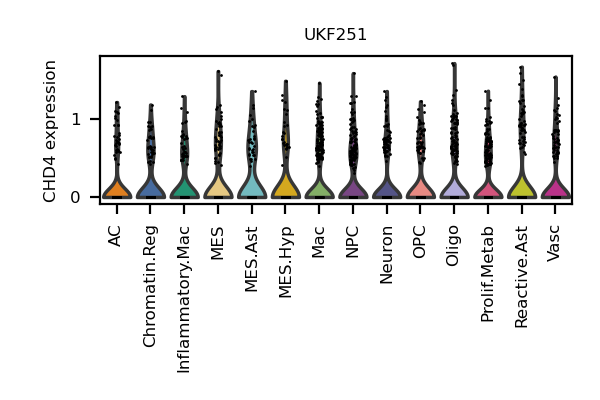 UKF251
CHD4 expression
1
0
AC
Chromatin.Reg
Inflammatory.Mac
MES
MES.Ast
MES.Hyp
Mac
NPC
Neuron
OPC
Oligo
Prolif.Metab
Reactive.Ast
Vasc